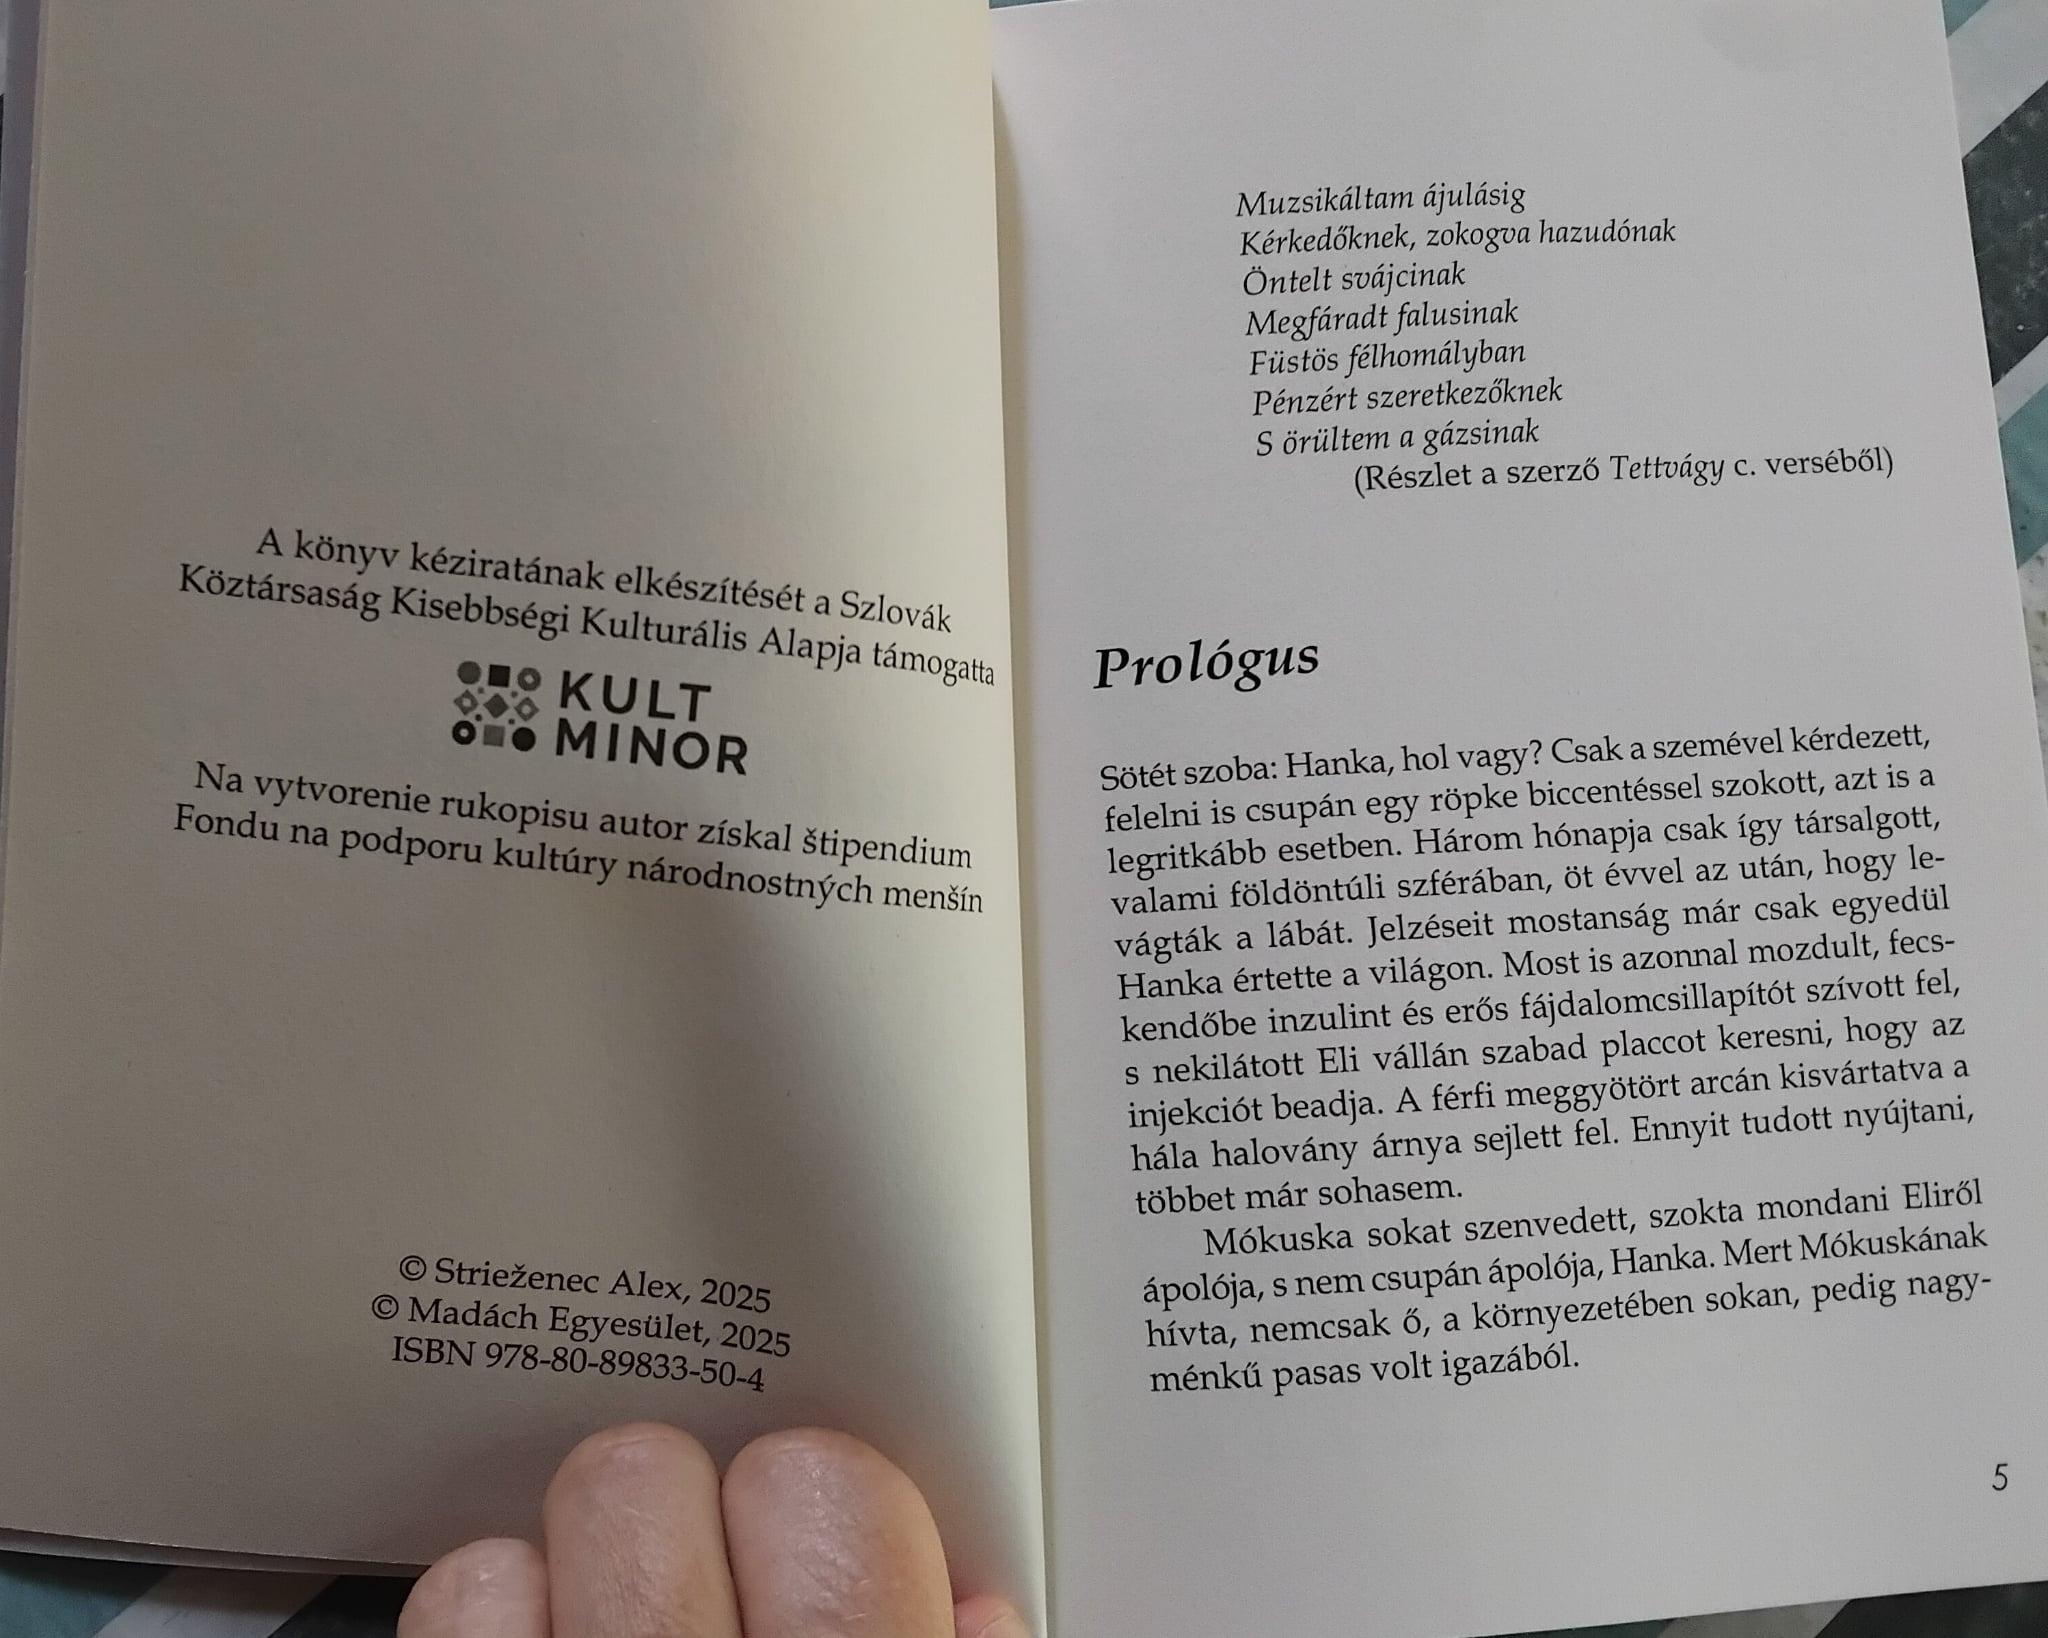 A könyv kéziratának elkészítését a Szlovák
Köztársaság Kisebbségi Kulturális Alapja támogatta
KULT
MINOR
Na vytvorenie rukopisu autor získal štipendium
Fondu na podporu kultúry národnostných menšín
© Strieženec Alex, 2025
© Madách Egyesület, 2025
ISBN 978-80-89833-50-4
Muzsikáltam ájulásig
Kérkedőknek, zokogva hazudónak
Öntelt svájcinak
Megfáradt falusinak
Füstös félhomályban
Pénzért szeretkezőknek
S örültem a gázsinak
(Részlet a szerző Tettvágy c. verséből)
Prológus
Sötét szoba: Hanka, hol vagy? Csak a szemével kérdezett,
felelni is csupán egy röpke biccentéssel szokott, azt is a
legritkább esetben. Három hónapja csak így társalgott,
valami földöntúli szférában, öt évvel az után, hogy le-
vágták a lábát. Jelzéseit mostanság már csak egyedül
Hanka értette a világon. Most is azonnal mozdult, fecs-
kendőbe inzulint és erős fájdalomcsillapítót szívott fel,
s nekilátott Eli vállán szabad placcot keresni, hogy az
injekciót beadja. A férfi meggyötört arcán kisvártatva a
hála halovány árnya sejlett fel. Ennyit tudott nyújtani,
többet már sohasem.
Mókuska sokat szenvedett, szokta mondani Eliről
ápolója, s nem csupán ápolója, Hanka. Mert Mókuskának
hívta, nemcsak ő, a környezetében sokan, pedig nagy-
ménkű pasas volt igazából.
5